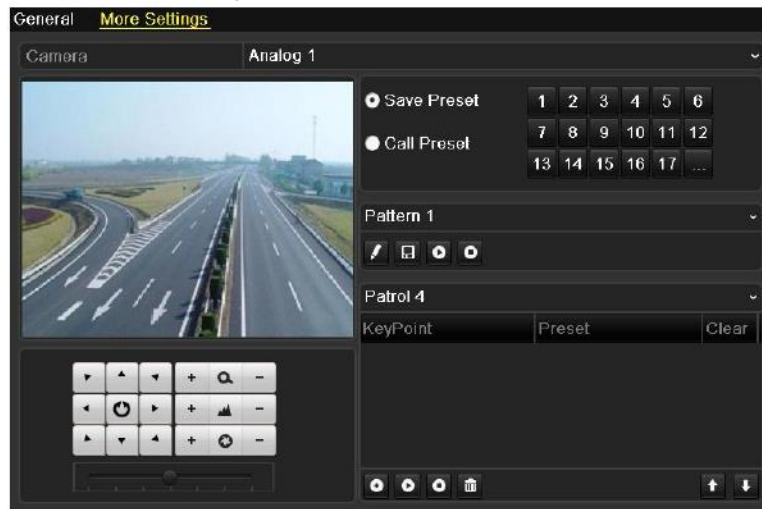 General More Settings
Camera Analog 1
Save Preset
Call Preset
1 2 3 4 5 6
7 8 9 10 11 12
13 14 15 16 17 ...
Pattern 1
Patrol 4
KeyPoint Preset Clear
+ -
+ -
+ -